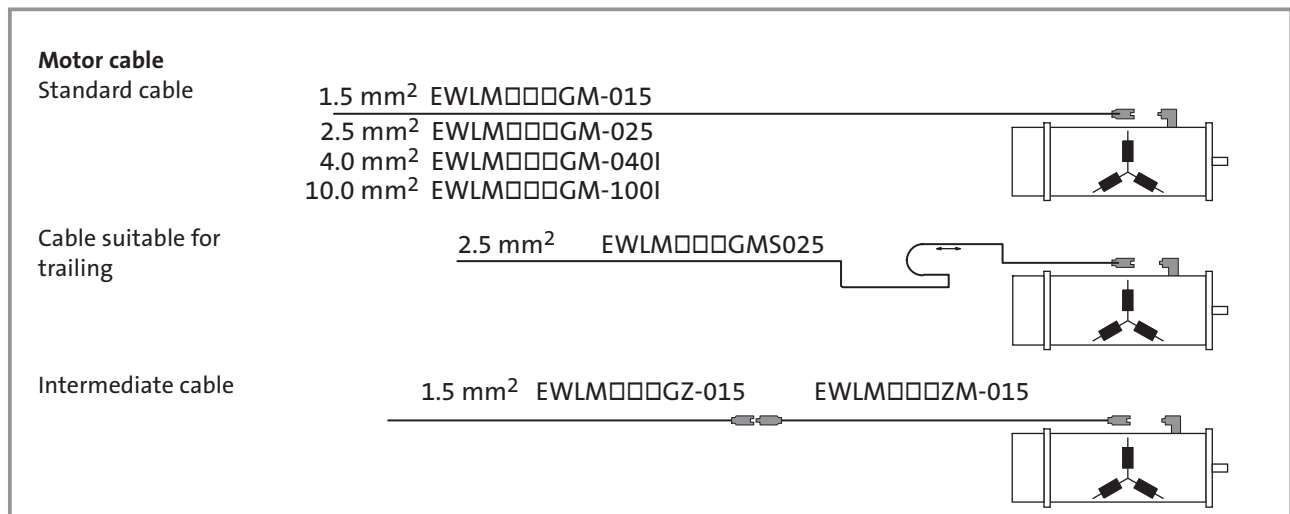 Motor cable
Standard cable
1.5 mm² EWLM□□□GM-015
2.5 mm² EWLM□□□GM-025
4.0 mm² EWLM□□□GM-040I
10.0 mm² EWLM□□□GM-100I
Cable suitable for
trailing
2.5 mm² EWLM□□□GMS025
Intermediate cable
1.5 mm² EWLM□□□GZ-015 EWLM□□□ZM-015